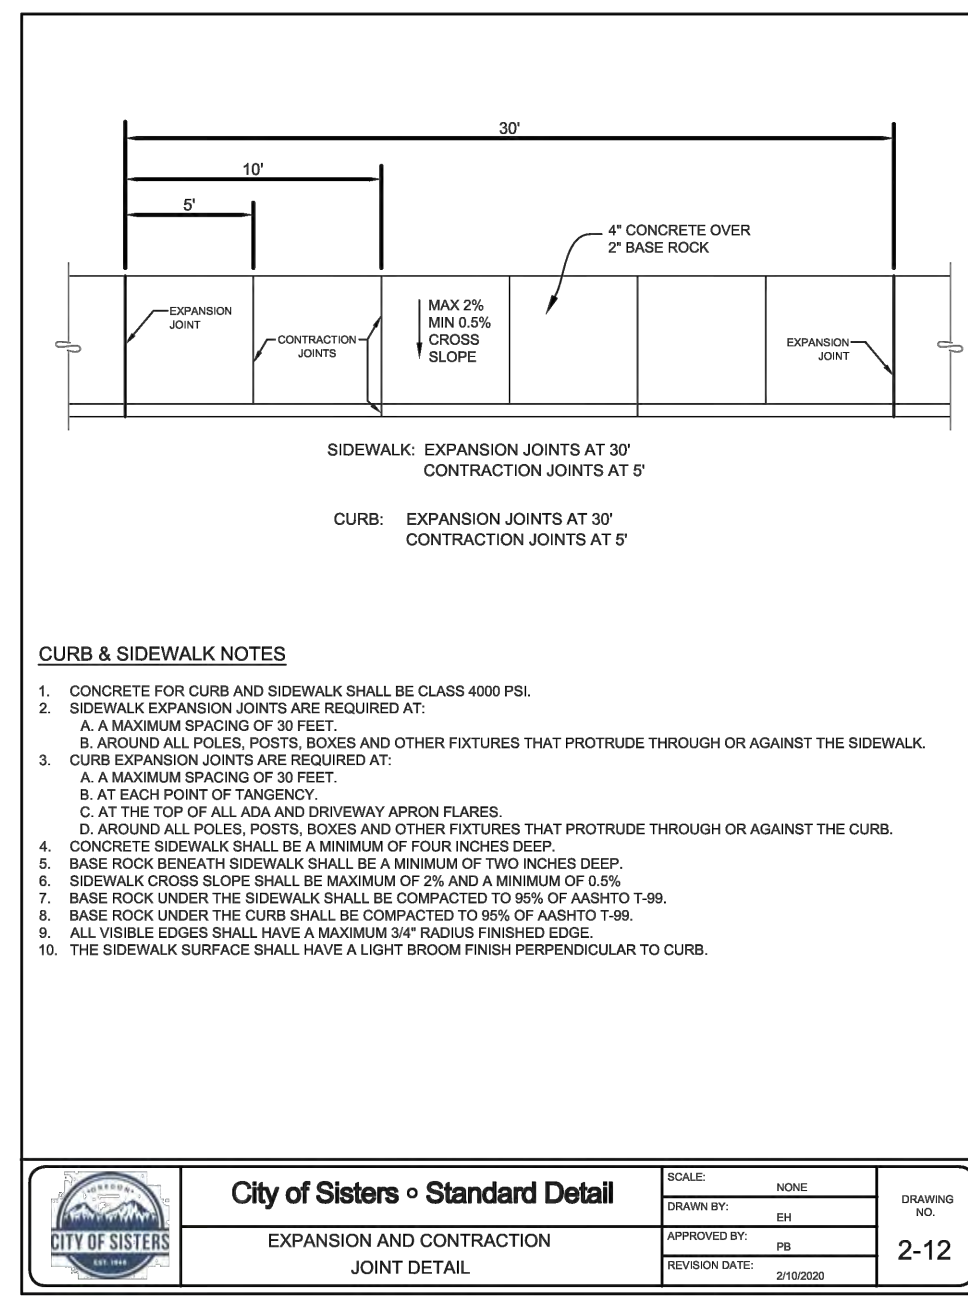 30'
10'
5'
4" CONCRETE OVER
2" BASE ROCK
EXPANSION
JOINT
CONTRACTION
JOINTS
MAX 2%
MIN 0.5%
CROSS
SLOPE
EXPANSION
JOINT
SIDEWALK: EXPANSION JOINTS AT 30'
CONTRACTION JOINTS AT 5'
CURB: EXPANSION JOINTS AT 30'
CONTRACTION JOINTS AT 5'
CURB & SIDEWALK NOTES
1. CONCRETE FOR CURB AND SIDEWALK SHALL BE CLASS 4000 PSI.
2. SIDEWALK EXPANSION JOINTS ARE REQUIRED AT:
A. A MAXIMUM SPACING OF 30 FEET.
B. AROUND ALL POLES, POSTS, BOXES AND OTHER FIXTURES THAT PROTRUDE THROUGH OR AGAINST THE SIDEWALK.
3. CURB EXPANSION JOINTS ARE REQUIRED AT:
A. A MAXIMUM SPACING OF 30 FEET.
B. AT EACH POINT OF TANGENCY.
C. AT THE TOP OF ALL ADA AND DRIVEWAY APRON FLARES.
D. AROUND ALL POLES, POSTS, BOXES AND OTHER FIXTURES THAT PROTRUDE THROUGH OR AGAINST THE CURB.
4. CONCRETE SIDEWALK SHALL BE A MINIMUM OF FOUR INCHES DEEP.
5. BASE ROCK BENEATH SIDEWALK SHALL BE A MINIMUM OF TWO INCHES DEEP.
6. SIDEWALK CROSS SLOPE SHALL BE MAXIMUM OF 2% AND A MINIMUM OF 0.5%
7. BASE ROCK UNDER THE SIDEWALK SHALL BE COMPACTED TO 95% OF AASHTO T-99.
8. BASE ROCK UNDER THE CURB SHALL BE COMPACTED TO 95% OF AASHTO T-99.
9. ALL VISIBLE EDGES SHALL HAVE A MAXIMUM 3/4" RADIUS FINISHED EDGE.
10. THE SIDEWALK SURFACE SHALL HAVE A LIGHT BROOM FINISH PERPENDICULAR TO CURB.
OREGON
CITY OF SISTERS
EST. 1946
City of Sisters ∘ Standard Detail
EXPANSION AND CONTRACTION
JOINT DETAIL
SCALE:
NONE
DRAWN BY:
EH
APPROVED BY:
PB
REVISION DATE:
2/10/2020
DRAWING
NO.
2-12